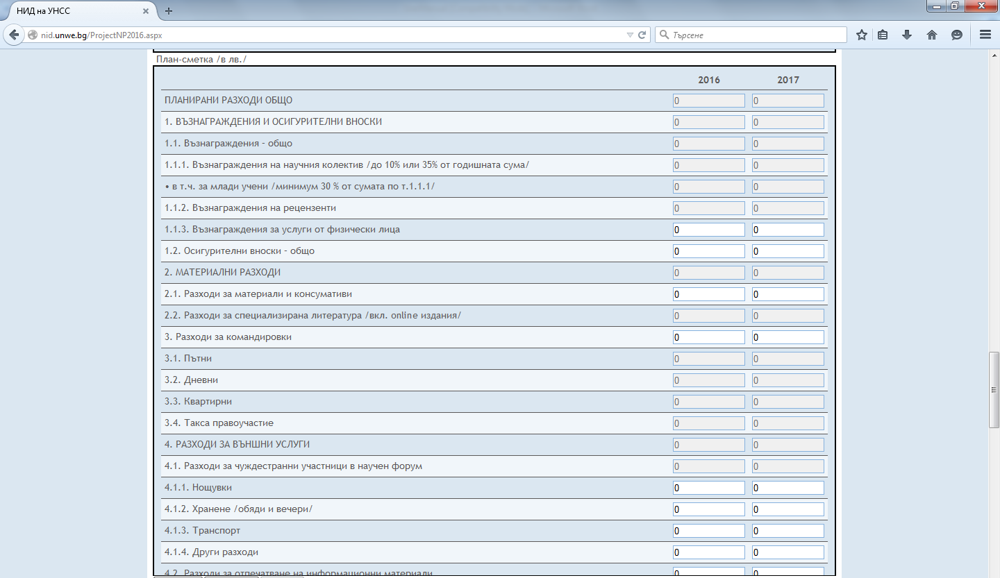 НИД на УНСС
nid.unwe.bg/ProjectNP2016.aspx
Търсене
План-сметка /в лв./
2016 2017
ПЛАНИРАНИ РАЗХОДИ ОБЩО 0 0
1. ВЪЗНАГРАЖДЕНИЯ И ОСИГУРИТЕЛНИ ВНОСКИ 0 0
1.1. Възнаграждения - общо 0 0
1.1.1. Възнаграждения на научния колектив /до 10% или 35% от годишната сума/ 0 0
• в т.ч. за млади учени /минимум 30 % от сумата по т.1.1.1/ 0 0
1.1.2. Възнаграждения на рецензенти 0 0
1.1.3. Възнаграждения за услуги от физически лица 0 0
1.2. Осигурителни вноски - общо 0 0
2. МАТЕРИАЛНИ РАЗХОДИ 0 0
2.1. Разходи за материали и консумативи 0 0
2.2. Разходи за специализирана литература /вкл. online издания/ 0 0
3. Разходи за командировки 0 0
3.1. Пътни 0 0
3.2. Дневни 0 0
3.3. Квартирни 0 0
3.4. Такса правоучастие 0 0
4. РАЗХОДИ ЗА ВЪНШНИ УСЛУГИ 0 0
4.1. Разходи за чуждестранни участници в научен форум 0 0
4.1.1. Нощувки 0 0
4.1.2. Хранене /обяди и вечери/ 0 0
4.1.3. Транспорт 0 0
4.1.4. Други разходи 0 0
4.2. Разходи за отпечатване на информационни материали 0 0